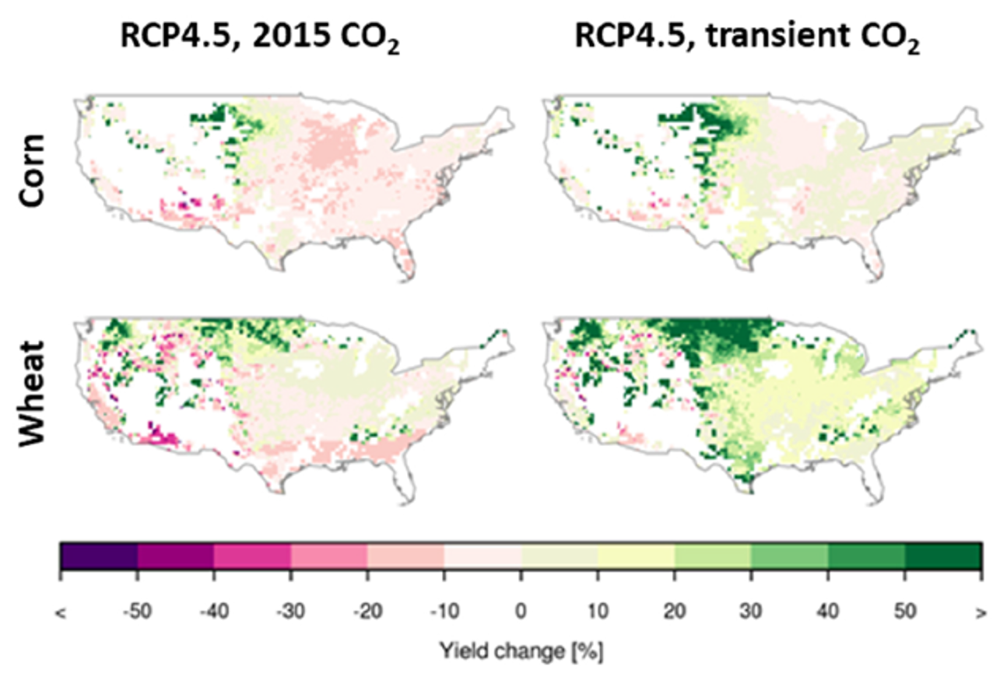 RCP4.5, 2015 CO₂
RCP4.5, transient CO₂
Corn
Wheat
< -50 -40 -30 -20 -10 0 10 20 30 40 50 >
Yield change [%]